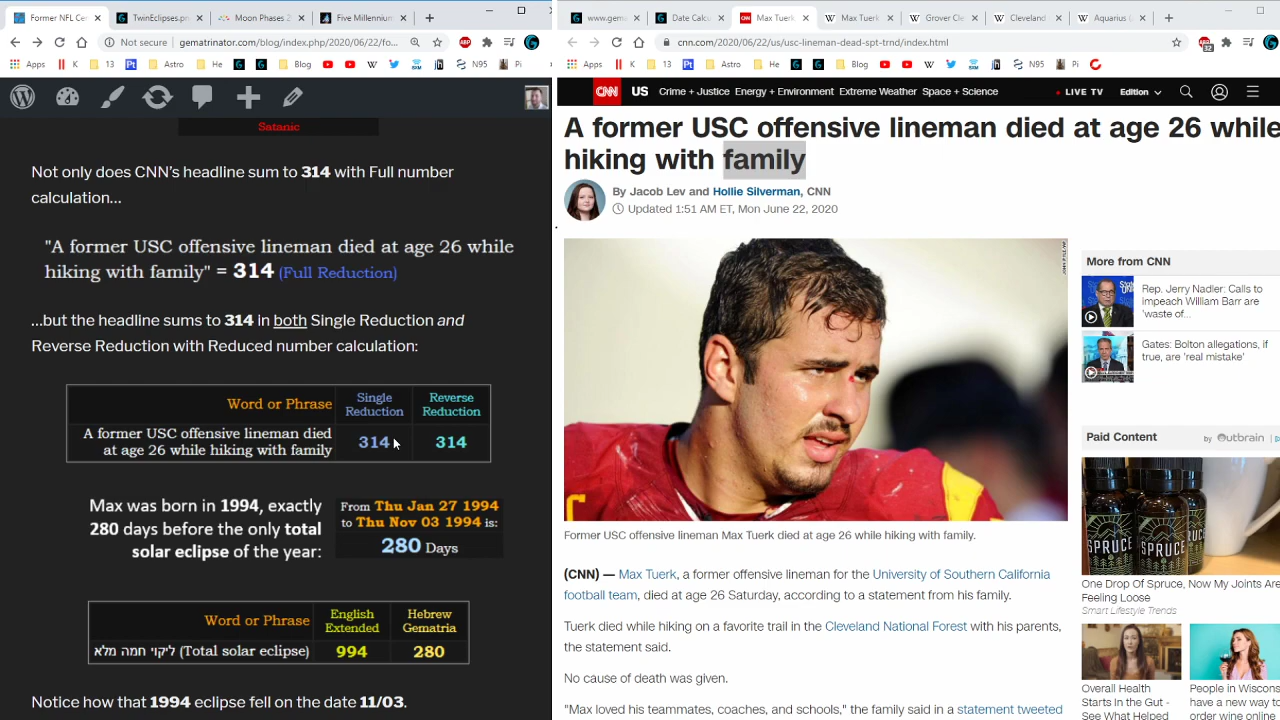 Former NFL Cen
TwinEclipses.pn
Moon Phases 2
Five Millenniu
Not secure
gematrinator.com/blog/index.php/2020/06/22/fo...
Apps
K
13
Pt
Astro
He
Blog
N95
Pi
Satanic
Not only does CNN's headline sum to 314 with Full number
calculation...
"A former USC offensive lineman died at age 26 while
hiking with family" = 314 (Full Reduction)
...but the headline sums to 314 in both Single Reduction and
Reverse Reduction with Reduced number calculation:
Word or Phrase
Single
Reduction
Reverse
Reduction
A former USC offensive lineman died
at age 26 while hiking with family
314
314
Max was born in 1994, exactly
280 days before the only total
solar eclipse of the year:
From Thu Jan 27 1994
to Thu Nov 03 1994 is:
280 Days
Word or Phrase
English
Extended
Hebrew
Gematria
ליקוי חמה מלא (Total solar eclipse)
994
280
Notice how that 1994 eclipse fell on the date 11/03.
www.gema
Date Calcu
Max Tuerk
Max Tuerk
Grover Cle
Cleveland
Aquarius (
cnn.com/2020/06/22/us/usc-lineman-dead-spt-trnd/index.html
32
Apps
K
13
Pt
Astro
He
Blog
N95
Pi
CNN
US
Crime + Justice
Energy + Environment
Extreme Weather
Space + Science
LIVE TV
Edition
A former USC offensive lineman died at age 26 while
hiking with family
By Jacob Lev and Hollie Silverman, CNN
Updated 1:51 AM ET, Mon June 22, 2020
Former USC offensive lineman Max Tuerk died at age 26 while hiking with family.
(CNN) — Max Tuerk, a former offensive lineman for the University of Southern California
football team, died at age 26 Saturday, according to a statement from his family.
Tuerk died while hiking on a favorite trail in the Cleveland National Forest with his parents,
the statement said.
No cause of death was given.
"Max loved his teammates, coaches, and schools," the family said in a statement tweeted
More from CNN
Rep. Jerry Nadler: Calls to
impeach William Barr are
'waste of...
Gates: Bolton allegations, if
true, are 'real mistake'
Paid Content
by Outbrain
SPRUCE
SPRUCE
One Drop Of Spruce, Now My Joints Are
Feeling Loose
Smart Lifestyle Trends
Overall Health
Starts In the Gut -
See What Helped
People in Wiscons
have a new way t
order wine online